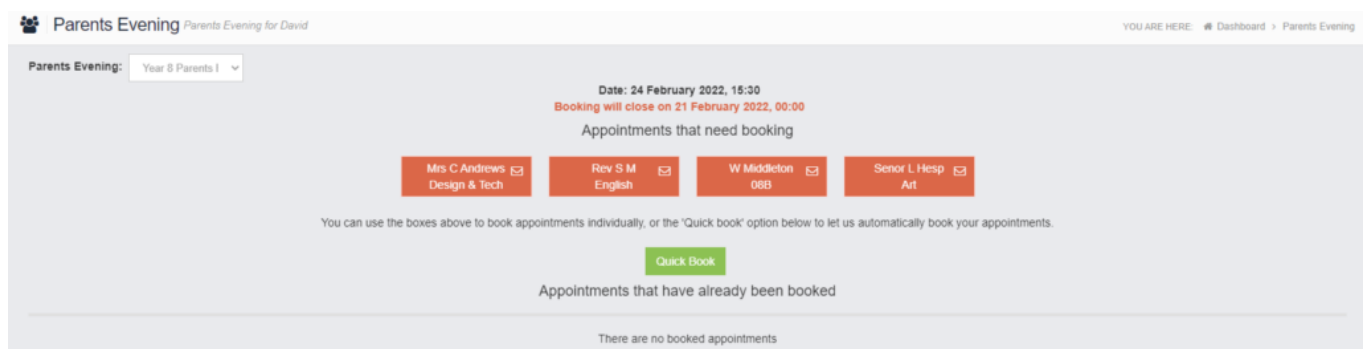 Parents Evening Parents Evening for David
YOU ARE HERE: Dashboard > Parents Evening
Parents Evening: Year 8 Parents I
Date: 24 February 2022, 15:30
Booking will close on 21 February 2022, 00:00
Appointments that need booking
Mrs C Andrews
Design & Tech
Rev S M
English
W Middleton
08B
Senor L Hesp
Art
You can use the boxes above to book appointments individually, or the 'Quick book' option below to let us automatically book your appointments.
Quick Book
Appointments that have already been booked
There are no booked appointments